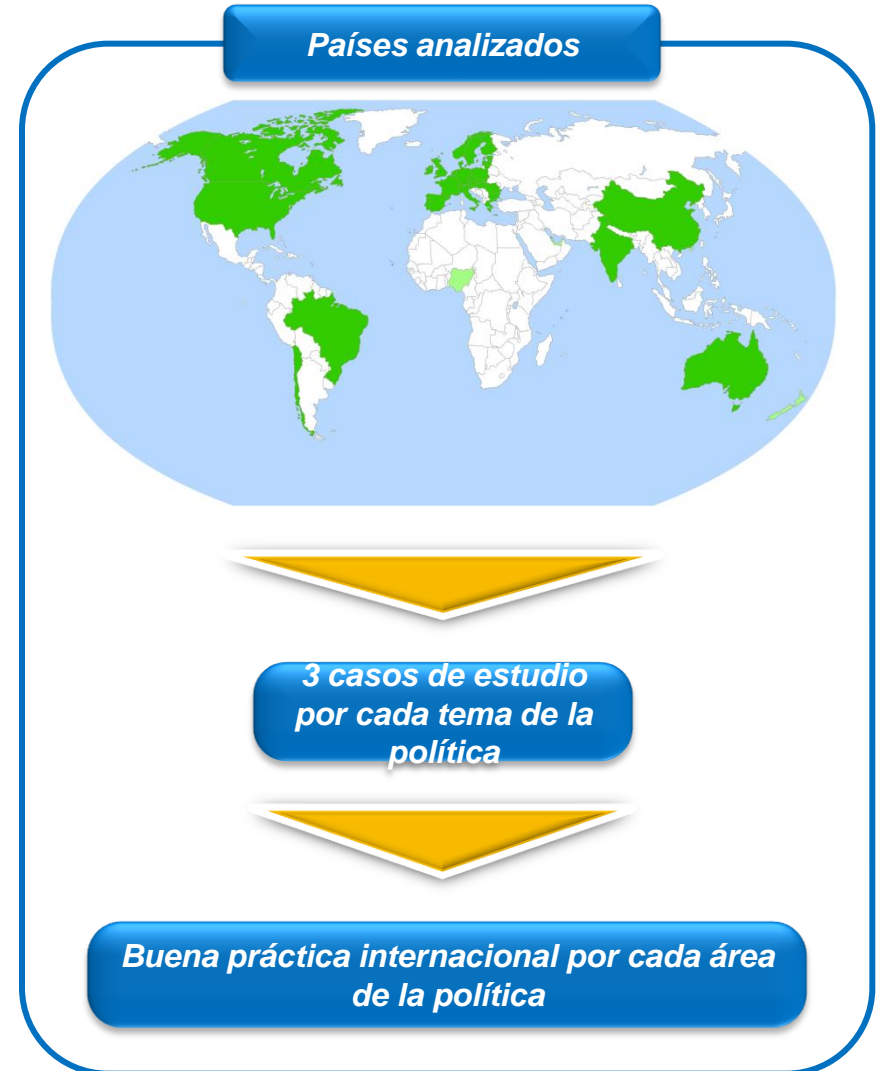 Países analizados
3 casos de estudio
por cada tema de la
política
Buena práctica internacional por cada área
de la política